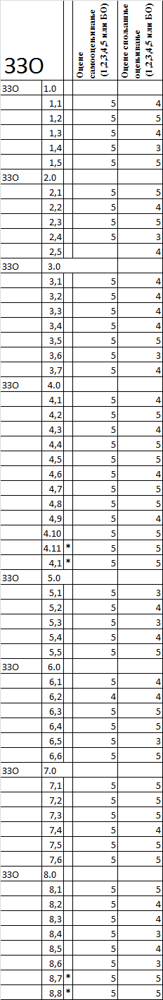 ЗЗО
Оцене
самооцењивање
(1,2,3,4,5 или БО)
Оцене спољашње
оцењивање
(1,2,3,4,5 или БО)
ЗЗО 1.0
1,1 5 4
1,2 5 5
1,3 5 4
1,4 5 3
1,5 5 5
ЗЗО 2.0
2,1 5 5
2,2 5 4
2,3 5 5
2,4 5 3
2,5 4
ЗЗО 3.0
3,1 5 4
3,2 5 4
3,3 5 4
3,4 5 4
3,5 5 5
3,6 5 3
3,7 5 4
ЗЗО 4.0
4,1 5 4
4,2 5 5
4,3 5 4
4,4 5 5
4,5 5 5
4,6 5 4
4,7 5 5
4,8 5 5
4,9 5 4
4.10 5 5
4.11 * 5 5
4,1 * 5 5
ЗЗО 5.0
5,1 5 3
5,2 5 4
5,3 5 3
5,4 5 4
5,5 5 5
ЗЗО 6.0
6,1 5 4
6,2 4 4
6,3 5 5
6,4 5 5
6,5 5 3
6,6 5 5
ЗЗО 7.0
7,1 5 5
7,2 5 5
7,3 5 5
7,4 5 4
7,5 5 5
7,6 5 5
ЗЗО 8.0
8,1 5 5
8,2 5 4
8,3 5 4
8,4 5 3
8,5 5 4
8,6 5 3
8,7 * 5 5
8,8 * 5 5